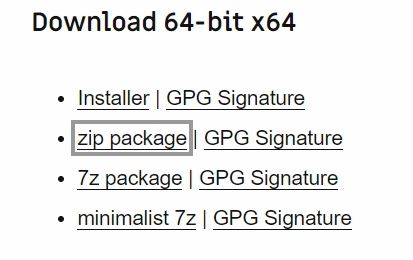 Download 64-bit x64
• Installer | GPG Signature
• zip package | GPG Signature
• 7z package | GPG Signature
• minimalist 7z | GPG Signature